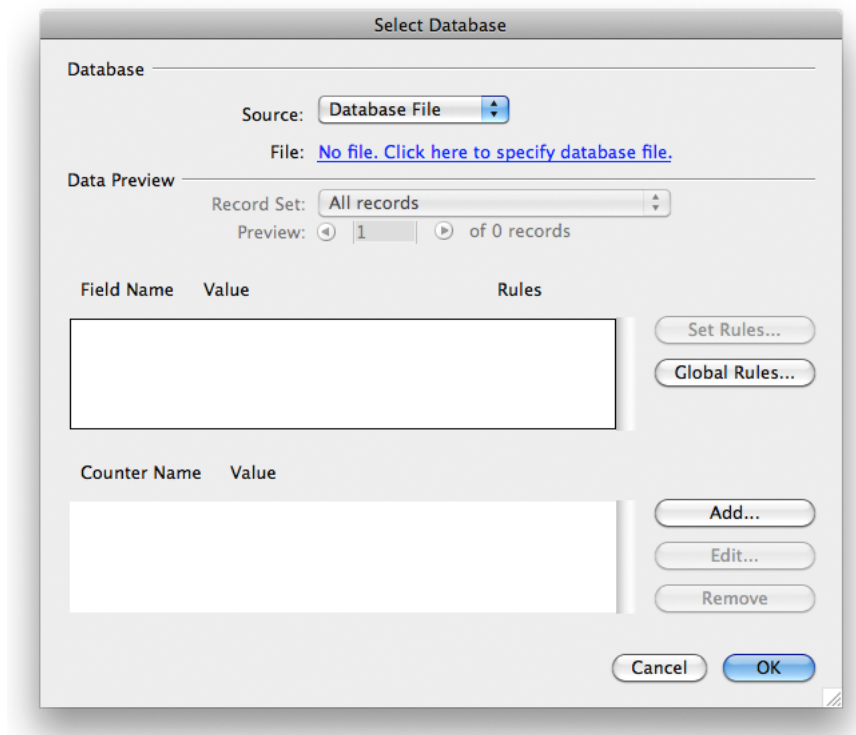 Select Database
Database
Source: Database File
File: No file. Click here to specify database file.
Data Preview
Record Set: All records
Preview: 1 of 0 records
Field Name Value Rules
Set Rules...
Global Rules...
Counter Name Value
Add...
Edit...
Remove
Cancel OK